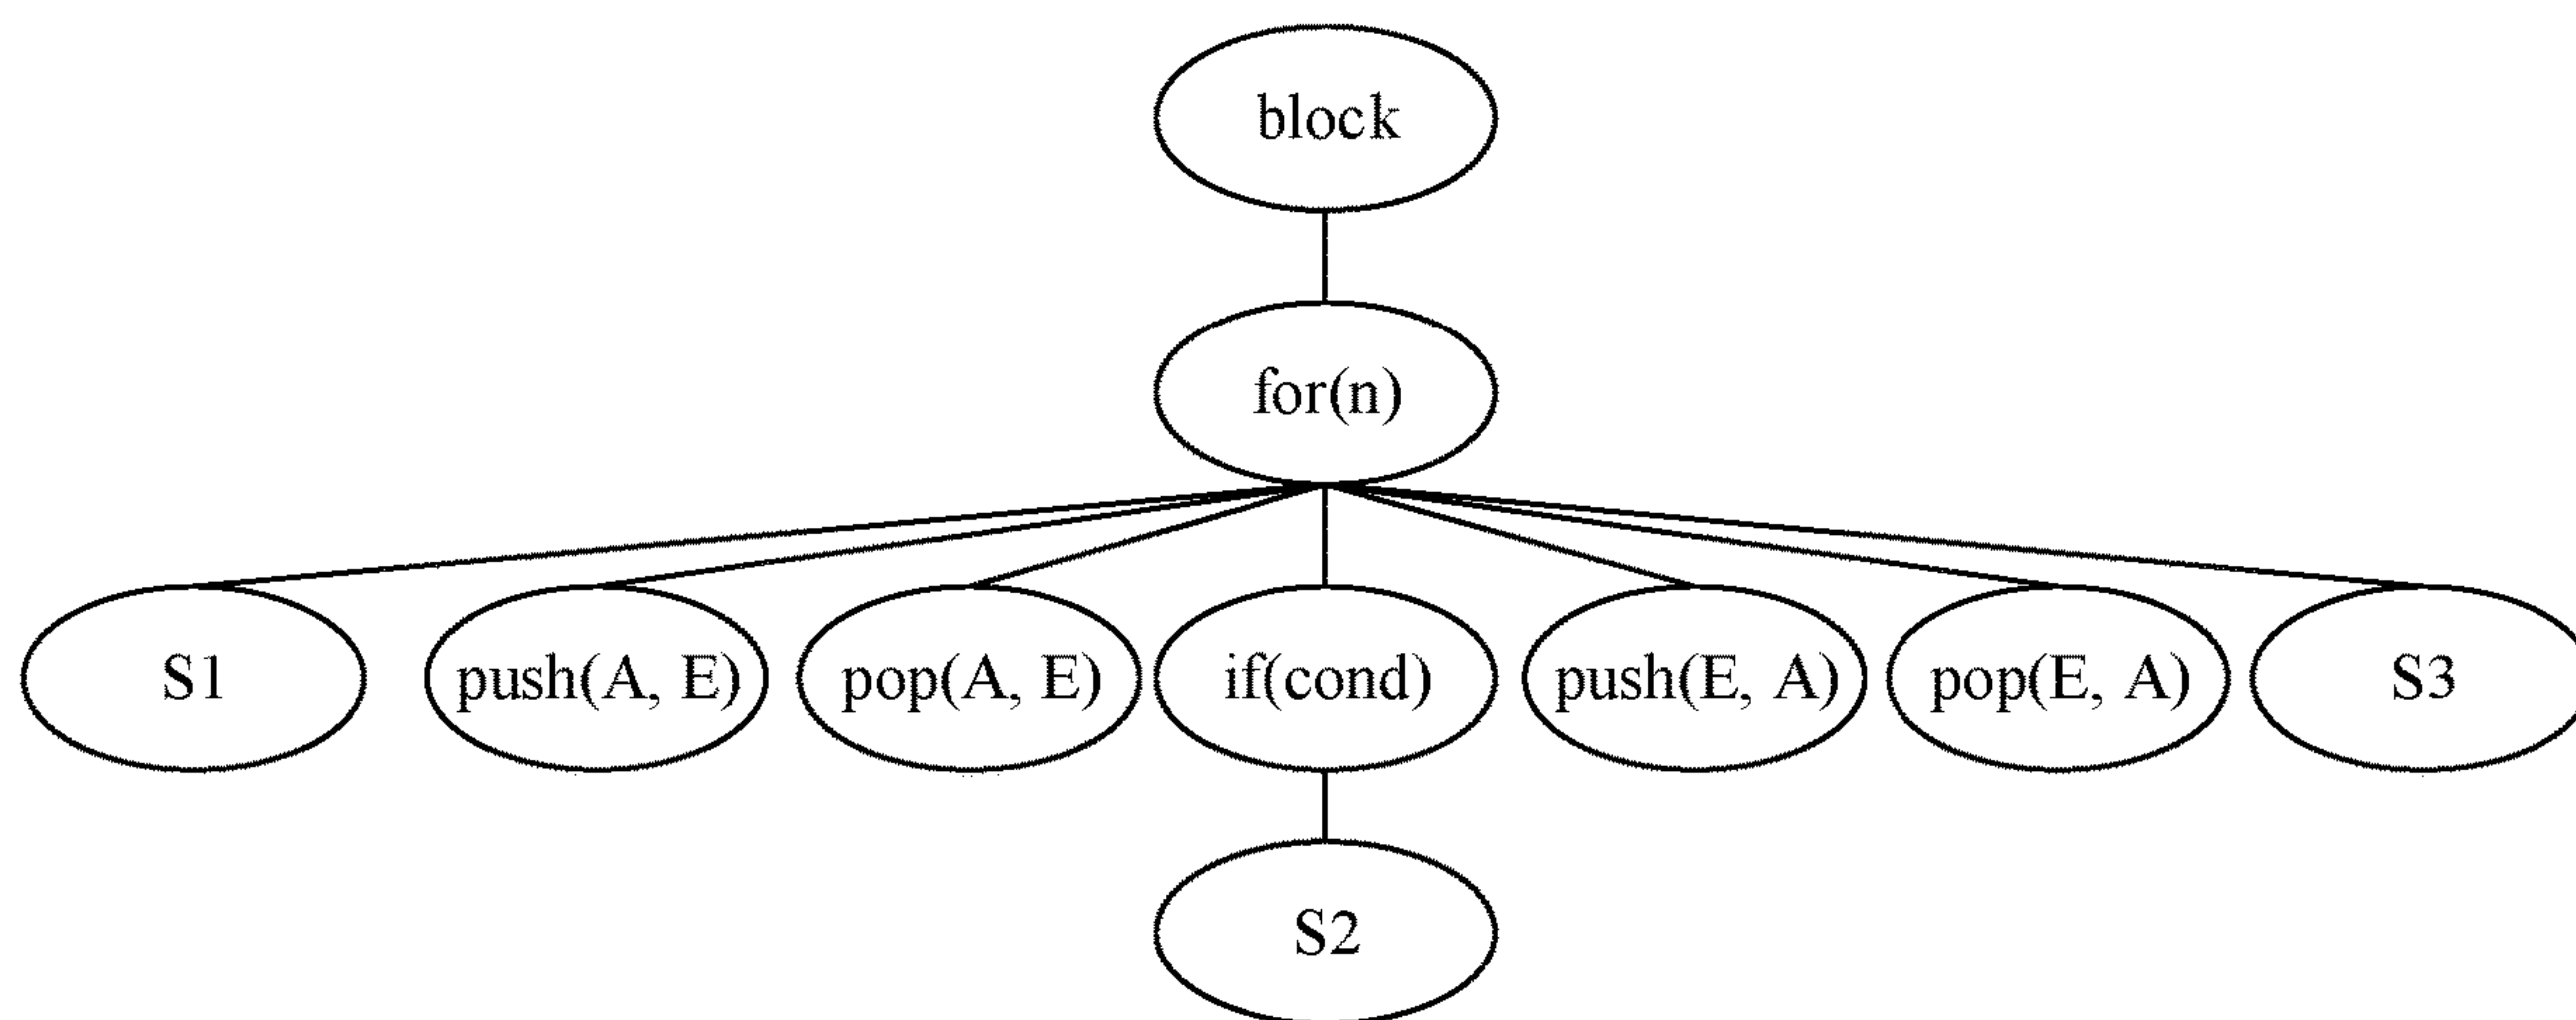 block
for(n)
S1
push(A, E)
pop(A, E)
if(cond)
push(E, A)
pop(E, A)
S3
S2